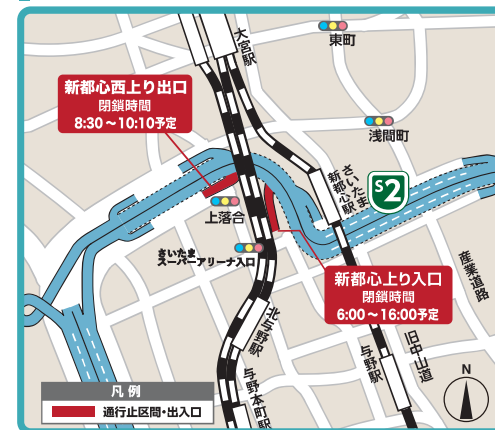 大宮駅
東町
新都心西上り出口
閉鎖時間
8:30～10:10予定
浅間町
さいたま
新都心駅
S2
上落合
さいたま
スーパーアリーナ入口
新都心上り入口
閉鎖時間
6:00～16:00予定
産業道路
北与野駅
旧中山道
与野駅
与野本町駅
N
凡例
通行止区間・出入口